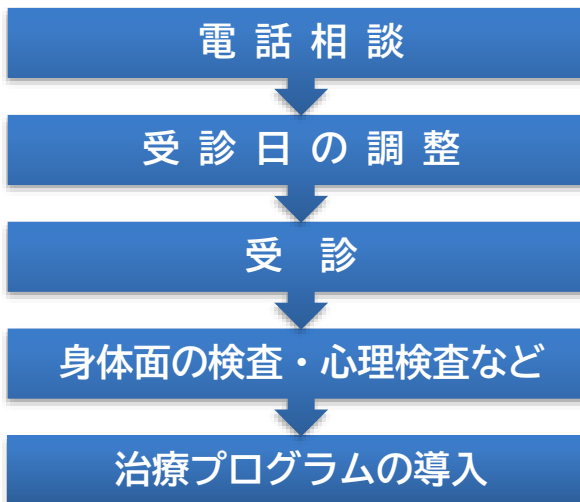 電話相談
受診日の調整
受診
身体面の検査・心理検査など
治療プログラムの導入